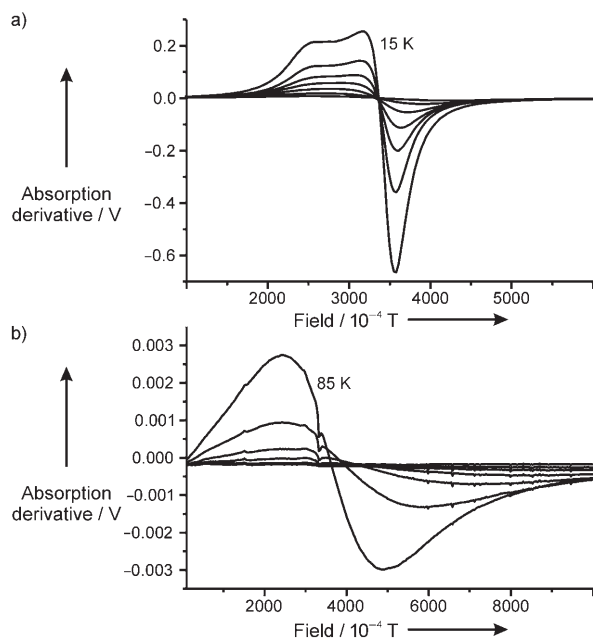 a)
0.2
0.0
−0.2
−0.4
−0.6
15 K
Absorption
derivative / V
2000 3000 4000 5000
Field / 10⁻⁴ T
b)
0.003
0.002
0.001
0.000
−0.001
−0.002
−0.003
85 K
Absorption
derivative / V
2000 4000 6000 8000
Field / 10⁻⁴ T